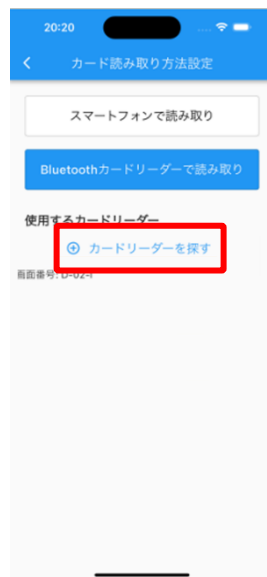 20:20
カード読み取り方法設定
スマートフォンで読み取り
Bluetoothカードリーダーで読み取り
使用するカードリーダー
カードリーダーを探す
画面番号: D-02-1